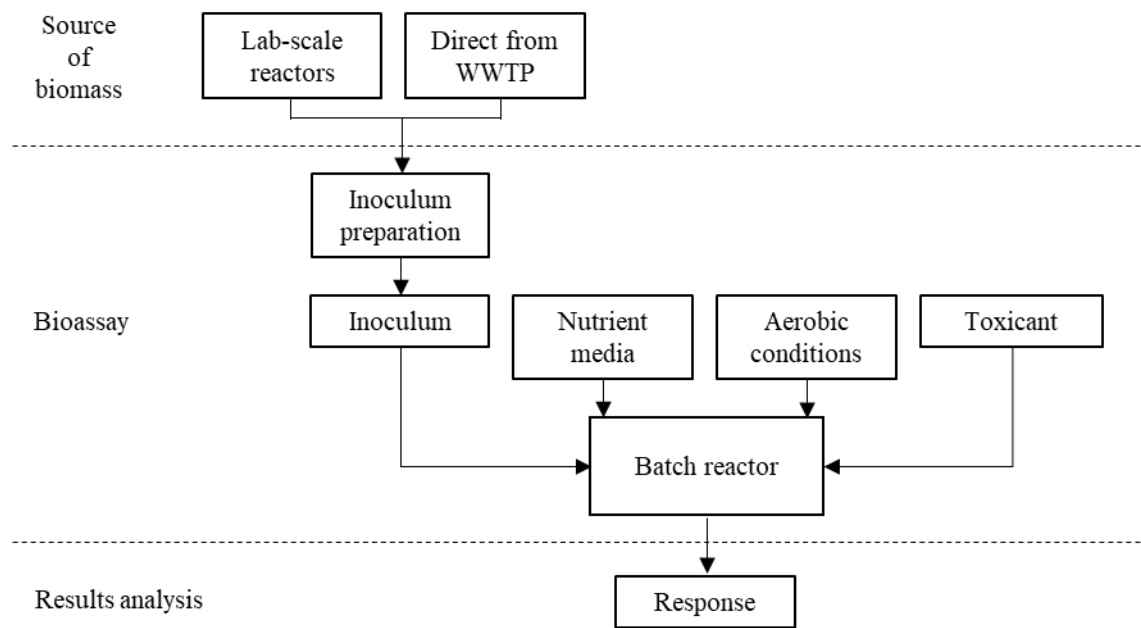 Source
of
biomass
Lab-scale
reactors
Direct from
WWTP
Inoculum
preparation
Bioassay
Inoculum
Nutrient
media
Aerobic
conditions
Toxicant
Batch reactor
Results analysis
Response